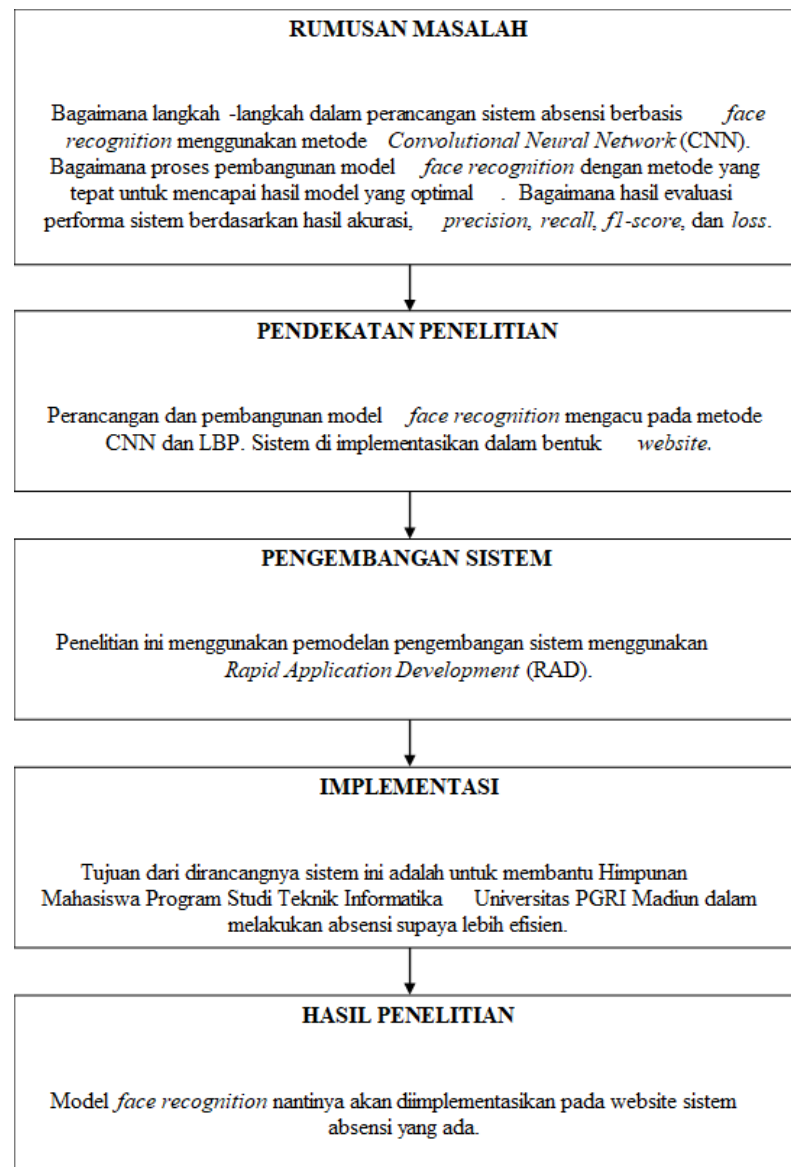 RUMUSAN MASALAH
Bagaimana langkah -langkah dalam perancangan sistem absensi berbasis face
recognition menggunakan metode Convolutional Neural Network (CNN).
Bagaimana proses pembangunan model face recognition dengan metode yang
tepat untuk mencapai hasil model yang optimal . Bagaimana hasil evaluasi
performa sistem berdasarkan hasil akurasi, precision, recall, f1-score, dan loss.
PENDEKATAN PENELITIAN
Perancangan dan pembangunan model face recognition mengacu pada metode
CNN dan LBP. Sistem di implementasikan dalam bentuk website.
PENGEMBANGAN SISTEM
Penelitian ini menggunakan pemodelan pengembangan sistem menggunakan
Rapid Application Development (RAD).
IMPLEMENTASI
Tujuan dari dirancangnya sistem ini adalah untuk membantu Himpunan
Mahasiswa Program Studi Teknik Informatika Universitas PGRI Madiun dalam
melakukan absensi supaya lebih efisien.
HASIL PENELITIAN
Model face recognition nantinya akan diimplementasikan pada website sistem
absensi yang ada.